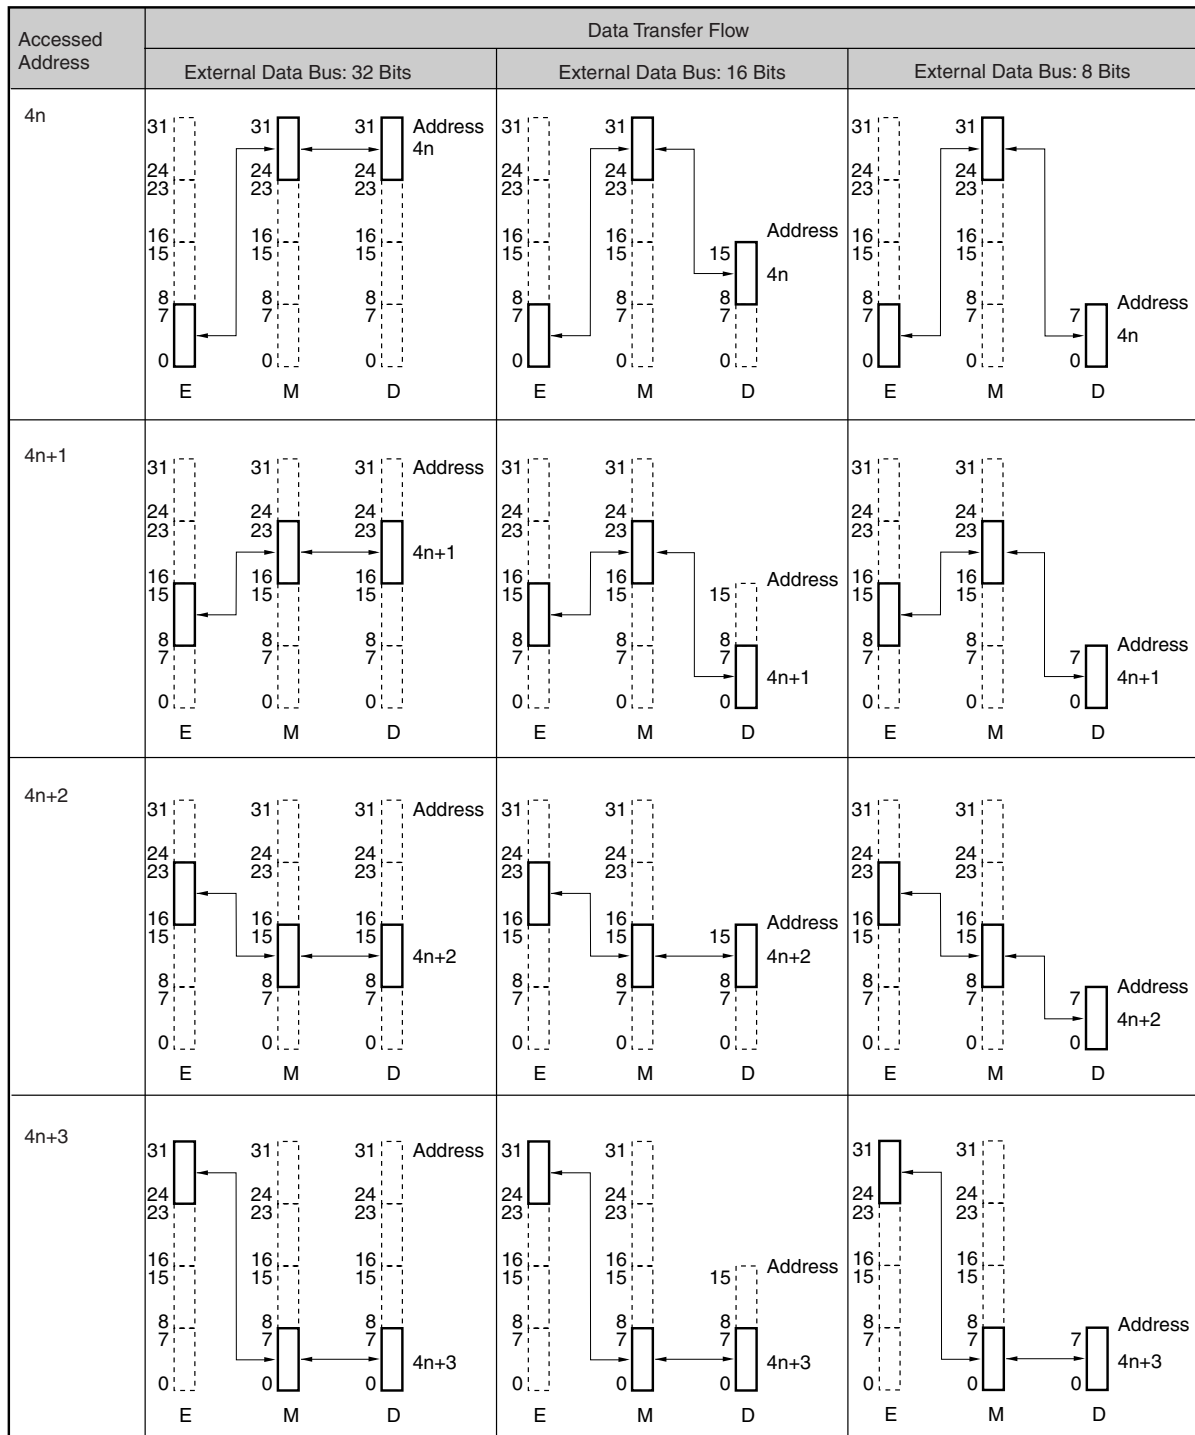 Accessed
Address
Data Transfer Flow
External Data Bus: 32 Bits
External Data Bus: 16 Bits
External Data Bus: 8 Bits
4n
31 31 31 Address
4n
24 24 24
23 23 23
16 16 16
15 15 15
8 8 8
7 7 7
0 0 0
E M D
31 31
24 24
23 23
Address
16 16
15 15 15
4n
8 8 8
7 7 7
0 0 0
E M D
31 31
24 24
23 23
16 16
15 15
8 8 Address
7 7 7
4n
0 0 0
E M D
4n+1
31 31 31 Address
24 24 24
23 23 23
4n+1
16 16 16
15 15 15
8 8 8
7 7 7
0 0 0
E M D
31 31
24 24
23 23
16 16 Address
15 15 15
8 8 8
7 7 7
4n+1
0 0 0
E M D
31 31
24 24
23 23
16 16
15 15
8 8 Address
7 7 7
4n+1
0 0 0
E M D
4n+2
31 31 31 Address
24 24 24
23 23 23
16 16 16
15 15 15
4n+2
8 8 8
7 7 7
0 0 0
E M D
31 31
24 24
23 23
16 16 Address
15 15 15
4n+2
8 8 8
7 7 7
0 0 0
E M D
31 31
24 24
23 23
16 16
15 15
8 8 Address
7 7 7
4n+2
0 0 0
E M D
4n+3
31 31 31 Address
24 24 24
23 23 23
16 16 16
15 15 15
8 8 8
7 7 7
4n+3
0 0 0
E M D
31 31
24 24
23 23
16 16 Address
15 15 15
8 8 8
7 7 7
4n+3
0 0 0
E M D
31 31
24 24
23 23
16 16
15 15
8 8 Address
7 7 7
4n+3
0 0 0
E M D